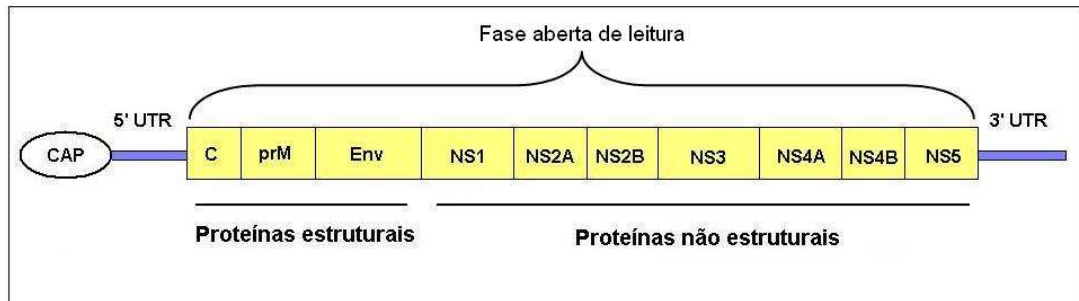 Fase aberta de leitura
5' UTR
3' UTR
CAP
C prM Env NS1 NS2A NS2B NS3 NS4A NS4B NS5
Proteínas estruturais
Proteínas não estruturais